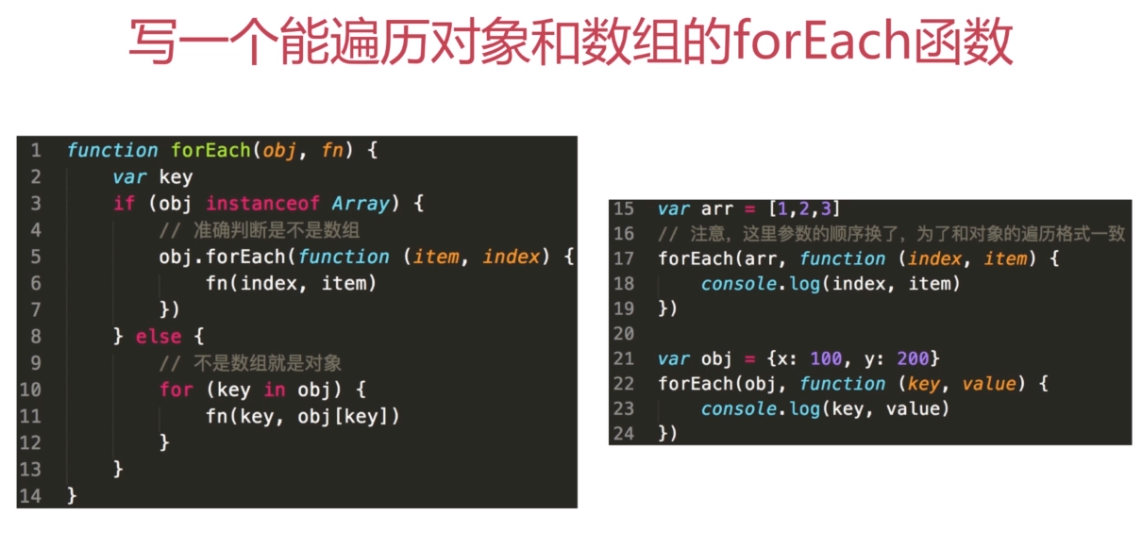 写一个能遍历对象和数组的forEach函数
1 function forEach(obj, fn) {
2 var key
3 if (obj instanceof Array) {
4 // 准确判断是不是数组
5 obj.forEach(function (item, index) {
6 fn(index, item)
7 })
8 } else {
9 // 不是数组就是对象
10 for (key in obj) {
11 fn(key, obj[key])
12 }
13 }
14 }
15 var arr = [1,2,3]
16 // 注意，这里参数的顺序换了，为了和对象的遍历格式一致
17 forEach(arr, function (index, item) {
18 console.log(index, item)
19 })
20
21 var obj = {x: 100, y: 200}
22 forEach(obj, function (key, value) {
23 console.log(key, value)
24 })